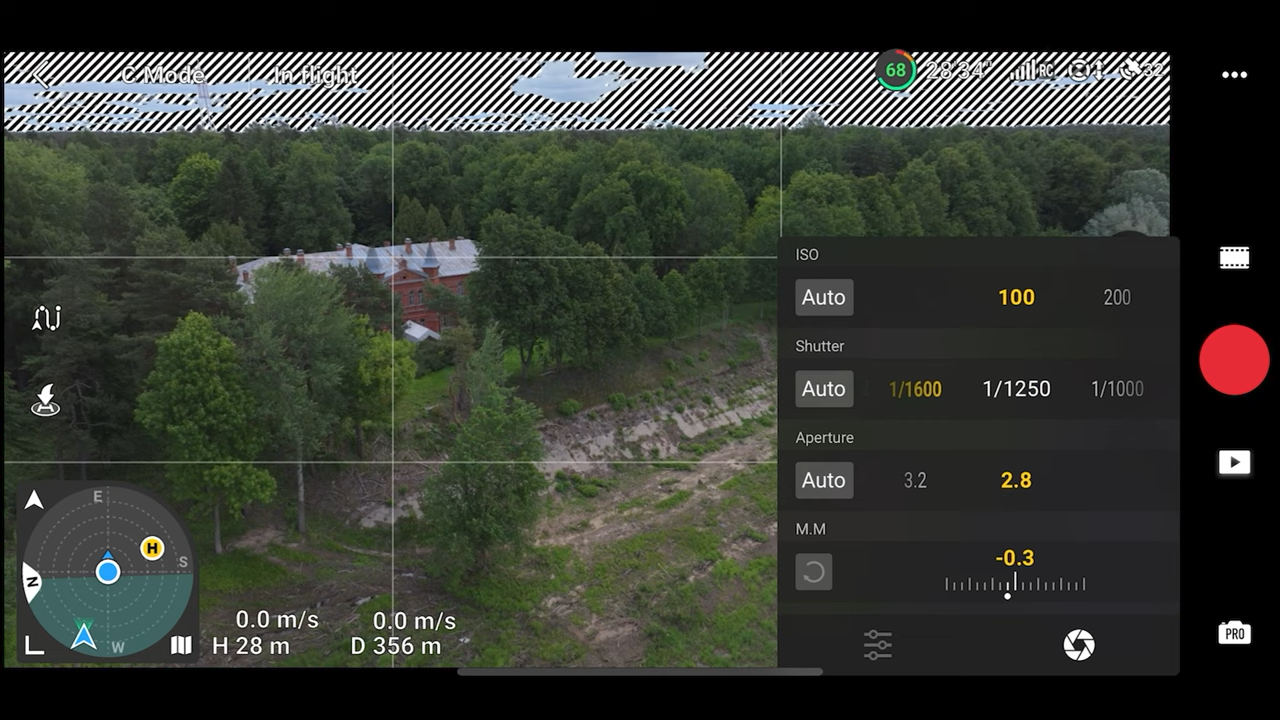 C Mode
In flight
68
28'34"
RC
32
ISO
Auto
100
200
Shutter
Auto
1/1600
1/1250
1/1000
Aperture
Auto
3.2
2.8
M.M
-0.3
E
H
S
N
W
0.0 m/s
0.0 m/s
H 28 m
D 356 m
PRO